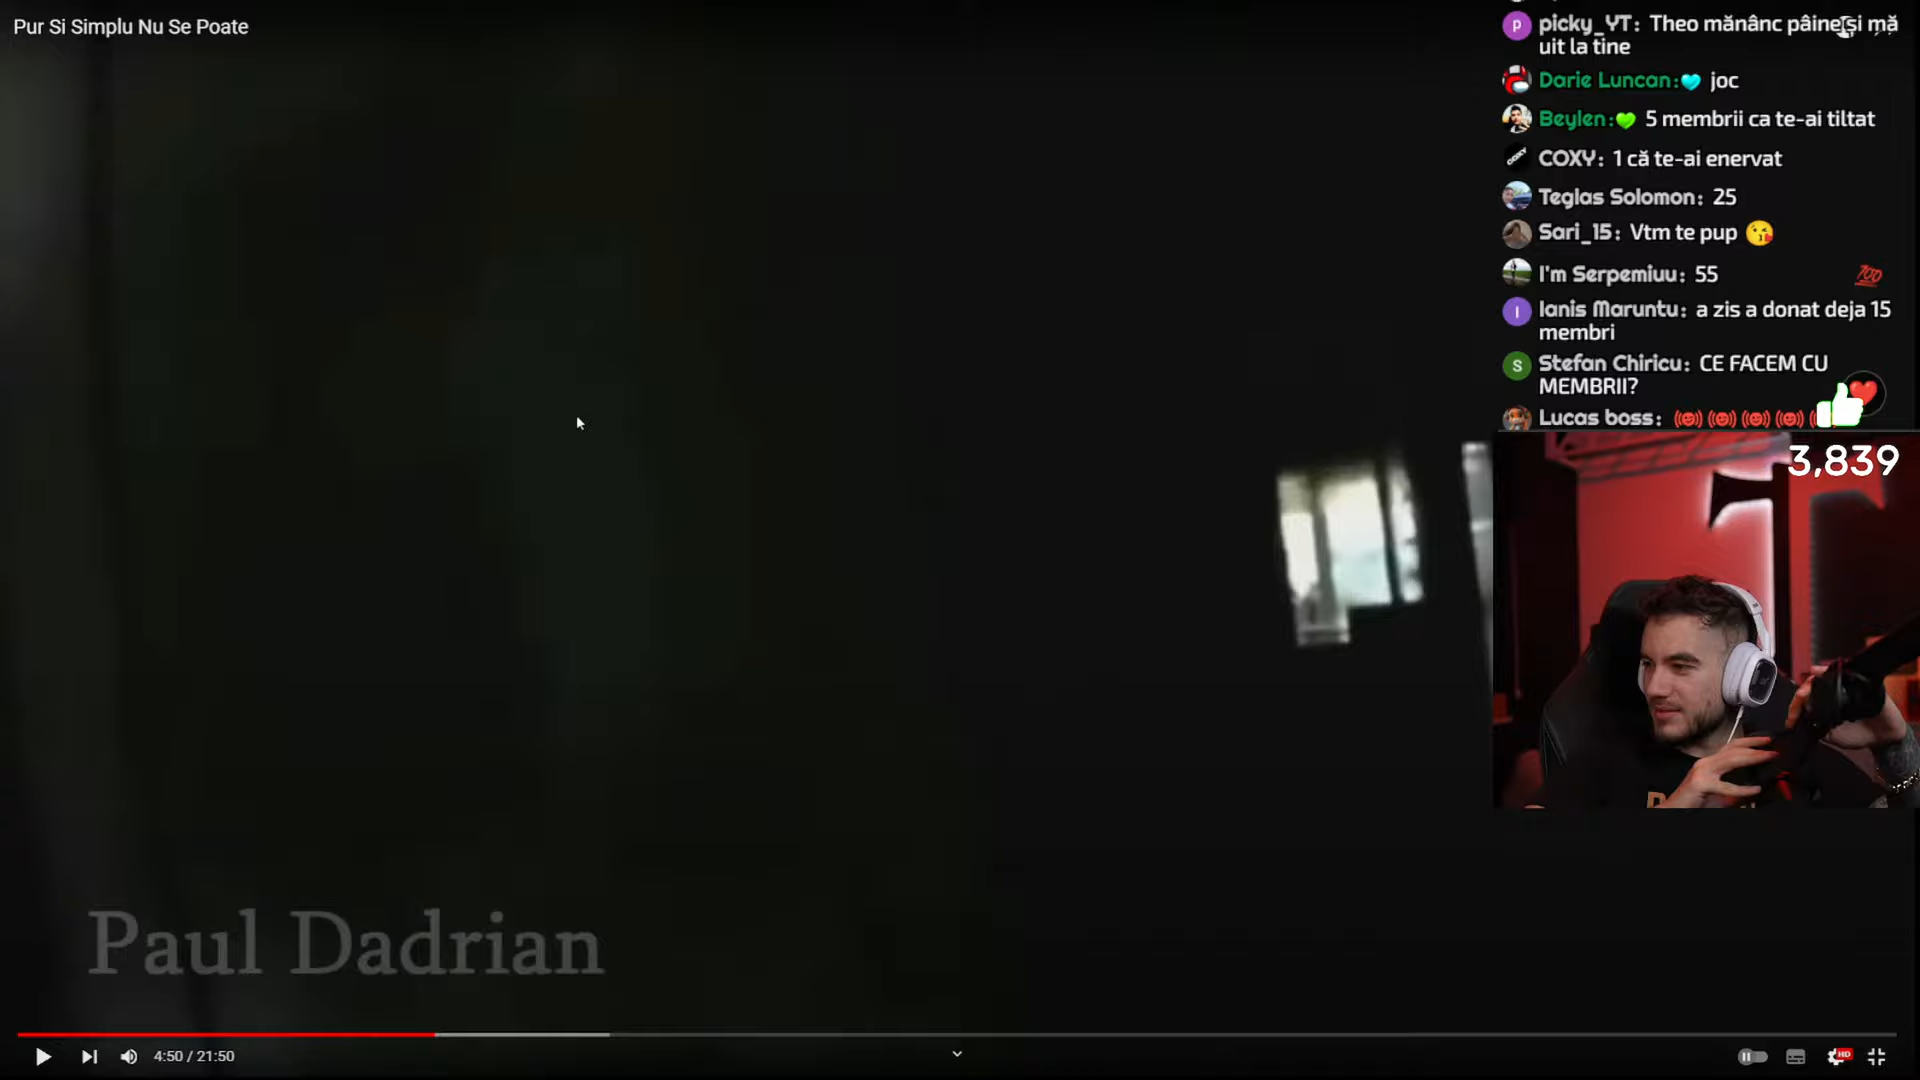 Pur Si Simplu Nu Se Poate
picky_YT: Theo mănânc pâine și mă
uit la tine
Darie Luncan: joc
Beylen: 5 membrii ca te-ai tiltat
COXY: 1 că te-ai enervat
Teglas Solomon: 25
Sari_15: Vtm te pup
I'm Serpemiuu: 55
Ianis Maruntu: a zis a donat deja 15
membri
Stefan Chiricu: CE FACEM CU
MEMBRII?
Lucas boss:
3,839
Paul Dadrian
4:50 / 21:50
HD